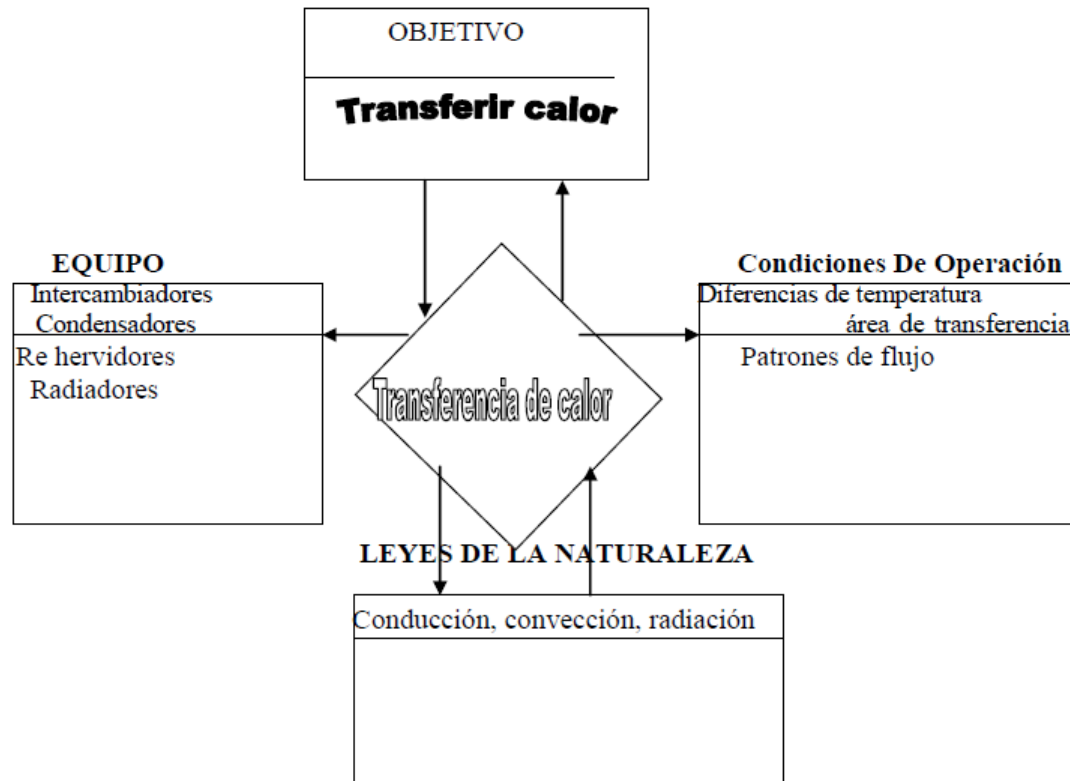 OBJETIVO
Transferir calor
EQUIPO
Intercambiadores
Condensadores
Re hervidores
Radiadores
Condiciones De Operación
Diferencias de temperatura
área de transferencia
Patrones de flujo
Transferencia de calor
LEYES DE LA NATURALEZA
Conducción, convección, radiación